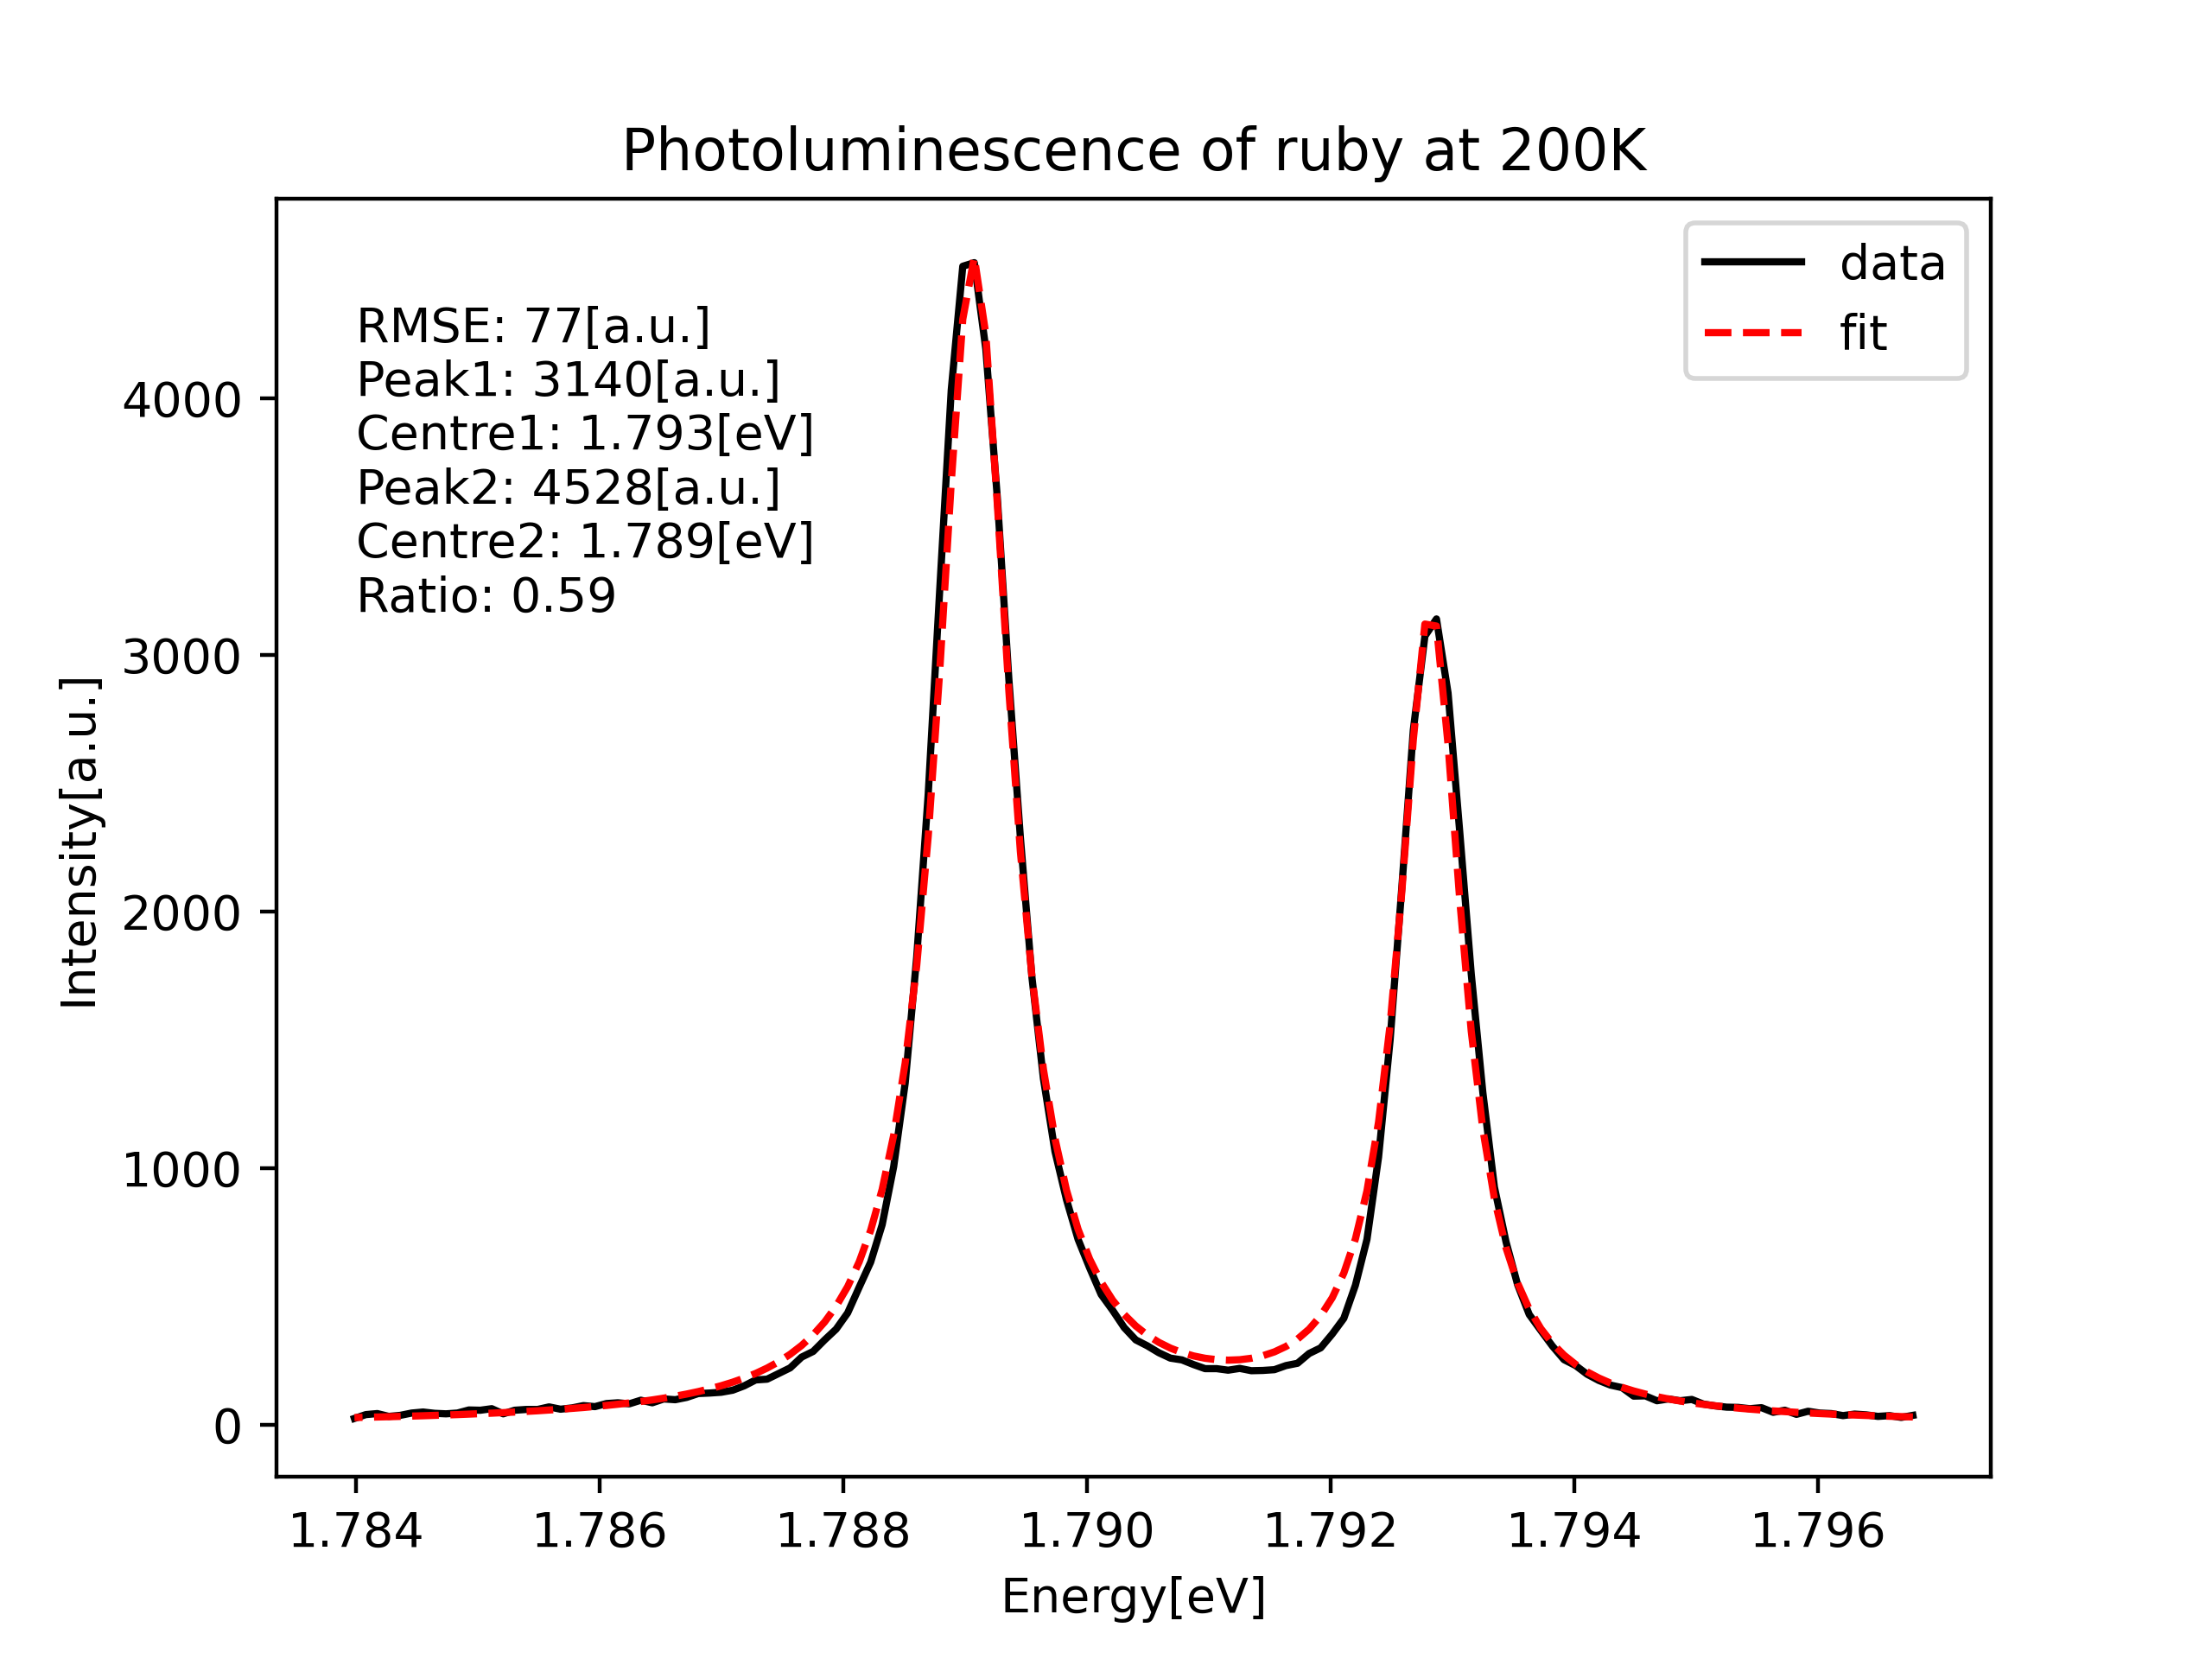 Photoluminescence of ruby at 200K
data
fit
RMSE: 77[a.u.]
Peak1: 3140[a.u.]
Centre1: 1.793[eV]
Peak2: 4528[a.u.]
Centre2: 1.789[eV]
Ratio: 0.59
4000
3000
2000
1000
0
Intensity[a.u.]
1.784 1.786 1.788 1.790 1.792 1.794 1.796
Energy[eV]